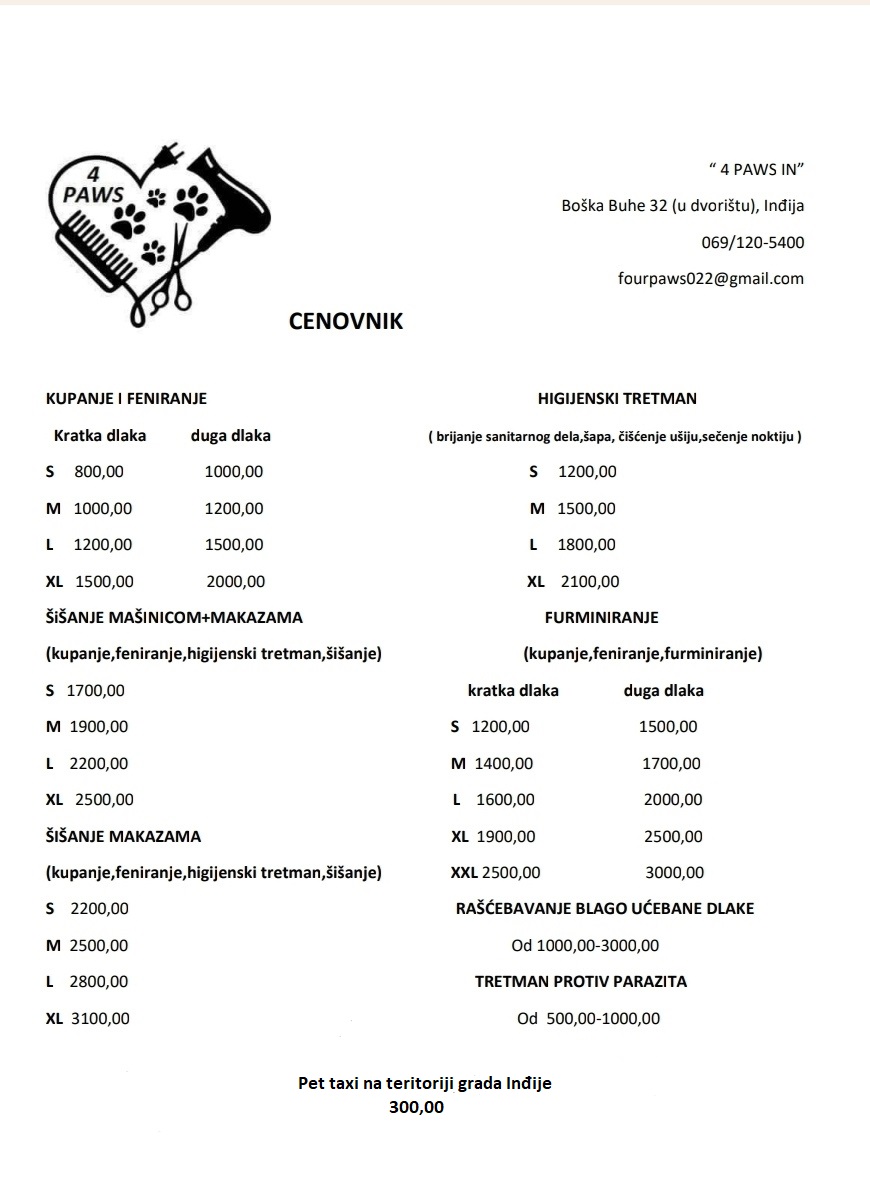 4
PAWS
“ 4 PAWS IN”
Boška Buhe 32 (u dvorištu), Inđija
069/120-5400
fourpaws022@gmail.com
CENOVNIK
KUPANJE I FENIRANJE
Kratka dlaka duga dlaka
S 800,00 1000,00
M 1000,00 1200,00
L 1200,00 1500,00
XL 1500,00 2000,00
ŠiŠANJE MAŠINICOM+MAKAZAMA
(kupanje,feniranje,higijenski tretman,šišanje)
S 1700,00
M 1900,00
L 2200,00
XL 2500,00
ŠIŠANJE MAKAZAMA
(kupanje,feniranje,higijenski tretman,šišanje)
S 2200,00
M 2500,00
L 2800,00
XL 3100,00
HIGIJENSKI TRETMAN
( brijanje sanitarnog dela,šapa, čišćenje ušiju,sečenje noktiju )
S 1200,00
M 1500,00
L 1800,00
XL 2100,00
FURMINIRANJE
(kupanje,feniranje,furminiranje)
kratka dlaka duga dlaka
S 1200,00 1500,00
M 1400,00 1700,00
L 1600,00 2000,00
XL 1900,00 2500,00
XXL 2500,00 3000,00
RAŠĆEBAVANJE BLAGO UĆEBANE DLAKE
Od 1000,00-3000,00
TRETMAN PROTIV PARAZITA
Od 500,00-1000,00
Pet taxi na teritoriji grada Inđije
300,00